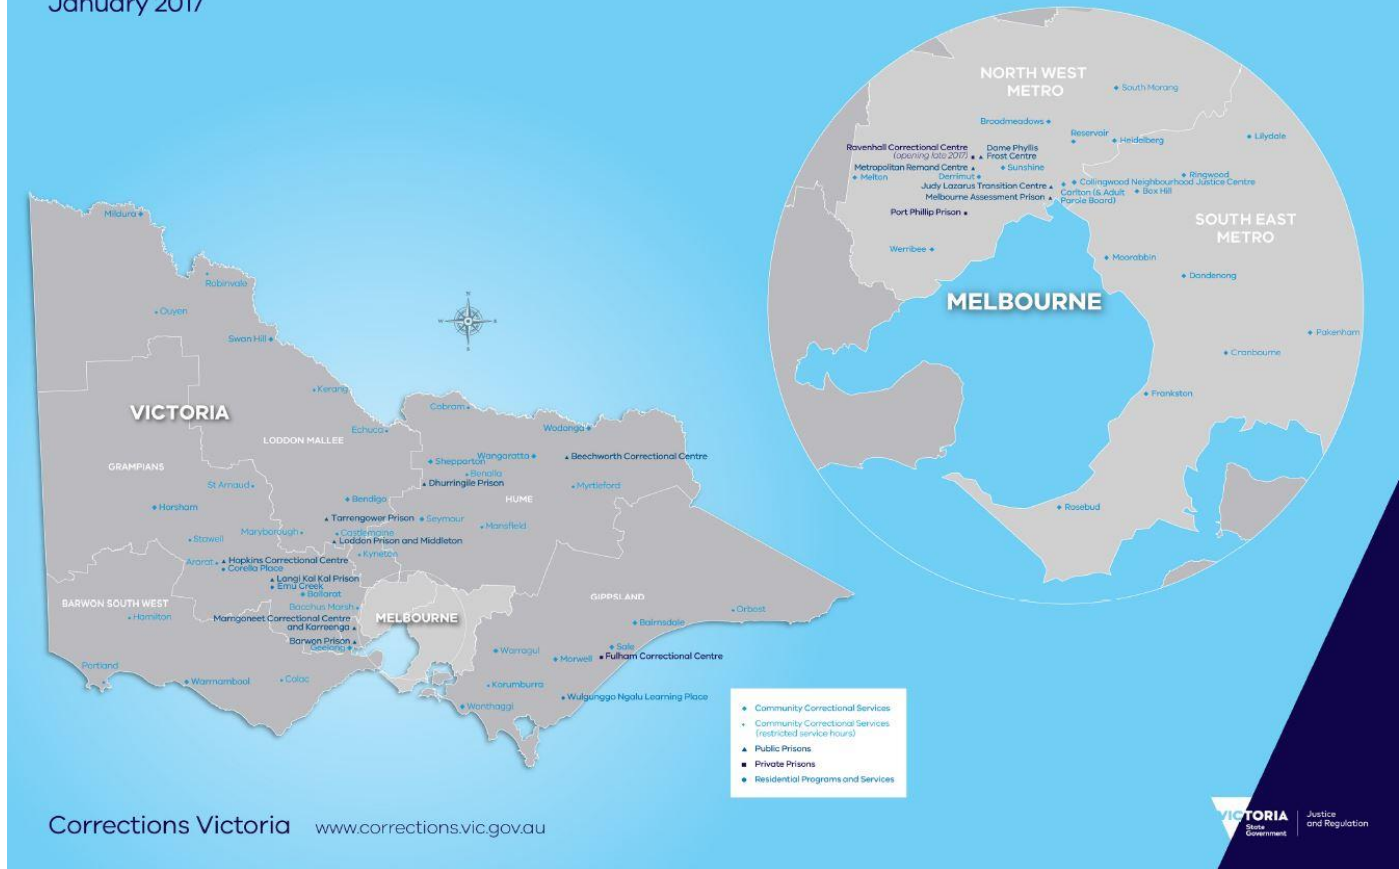 January 2017
NORTH WEST
METRO
South Morang
Broadmeadows
Reservoir
Heidelberg
Lilydale
Ravenhall Correctional Centre
(opening late 2017)
Dame Phyllis
Frost Centre
Metropolitan Remand Centre
Sunshine
Melton
Derrimut
Ringwood
Judy Lazarus Transition Centre
Collingwood Neighbourhood Justice Centre
Carlton (& Adult
Parole Board)
Box Hill
Melbourne Assessment Prison
Port Phillip Prison
SOUTH EAST
METRO
Werribee
Moorabbin
Dandenong
MELBOURNE
Pakenham
Cranbourne
Frankston
Rosebud
Mildura
Robinvale
Ouyen
Swan Hill
N
W
E
S
Kerang
VICTORIA
Cobram
Echuca
Wodonga
LODDON MALLEE
GRAMPIANS
Shepparton
Wangaratta
Beechworth Correctional Centre
Benalla
St Arnaud
Dhurringile Prison
Myrtleford
Bendigo
HUME
Horsham
Tarrengower Prison
Seymour
Mansfield
Maryborough
Castlemaine
Stawell
Loddon Prison and Middleton
Kyneton
Ararat
Hopkins Correctional Centre
Corella Place
Langi Kal Kal Prison
Emu Creek
Ballarat
BARWON SOUTH WEST
GIPPSLAND
Bacchus Marsh
Hamilton
Marngoneet Correctional Centre
and Karreenga
MELBOURNE
Orbost
Bairnsdale
Barwon Prison
Geelong
Sale
Warragul
Morwell
Fulham Correctional Centre
Portland
Warrnambool
Colac
Korumburra
Wulgunggo Ngalu Learning Place
Wonthaggi
Community Correctional Services
Community Correctional Services
(restricted service hours)
Public Prisons
Private Prisons
Residential Programs and Services
Corrections Victoria www.corrections.vic.gov.au
VICTORIA
State
Government
Justice
and Regulation